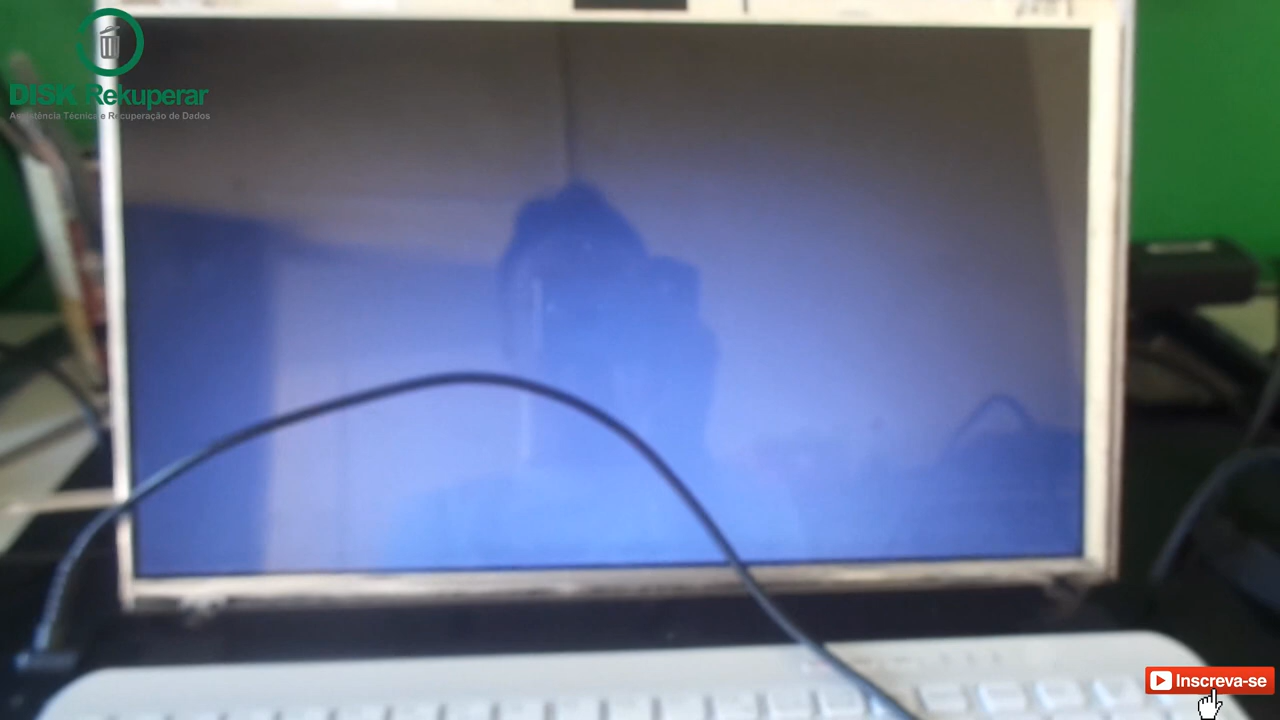 DISK Rekuperar
Assistência Técnica e Recuperação de Dados
Inscreva-se